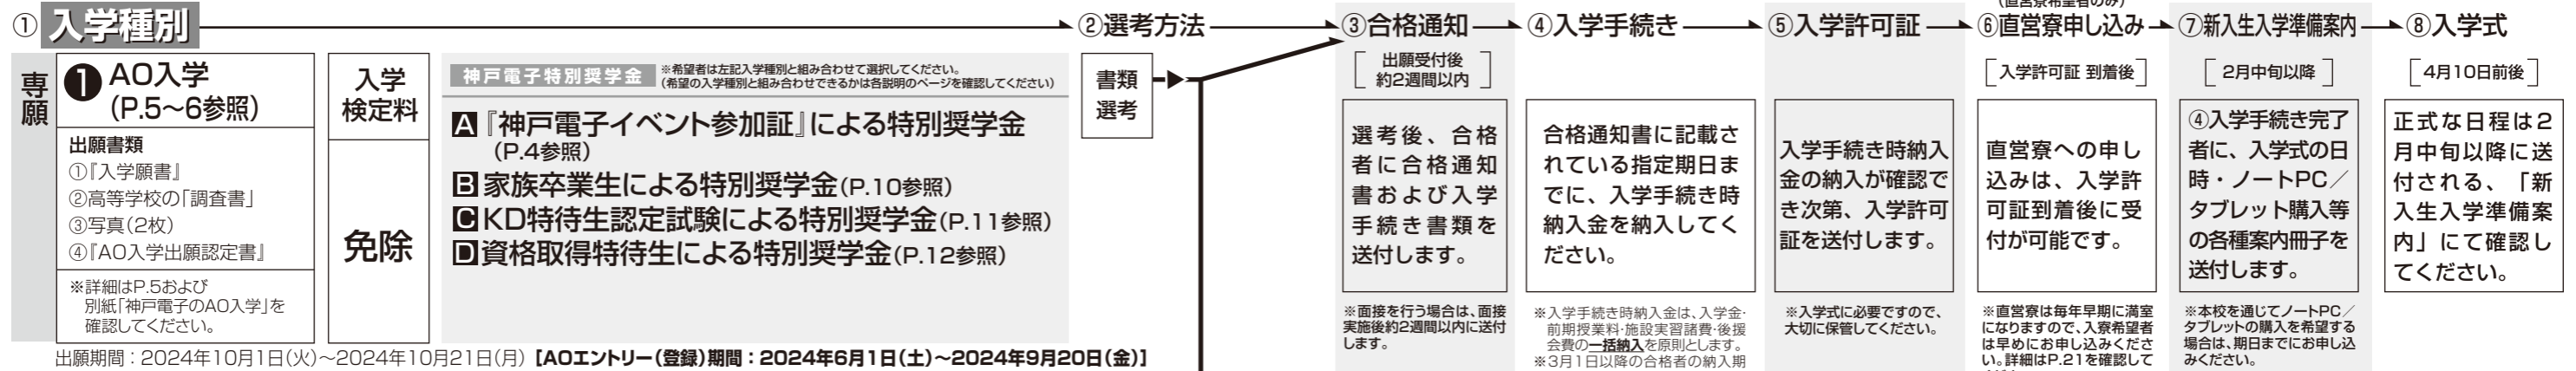 ① 入学種別
②選考方法
③合格通知
④入学手続き
⑤入学許可証
(直営寮希望者のみ)
⑥直営寮申し込み
⑦新入生入学準備案内
⑧入学式
専願
❶ AO入学
(P.5〜6参照)
出願書類
①『入学願書』
②高等学校の「調査書」
③写真(2枚)
④『AO入学出願認定書』
※詳細はP.5および
別紙「神戸電子のAO入学」を
確認してください。
入学
検定料
免除
神戸電子特別奨学金
※希望者は左記入学種別と組み合わせて選択してください。
(希望の入学種別と組み合わせできるかは各説明のページを確認してください)
A『神戸電子イベント参加証』による特別奨学金
(P.4参照)
B 家族卒業生による特別奨学金(P.10参照)
C KD特待生認定試験による特別奨学金(P.11参照)
D 資格取得特待生による特別奨学金(P.12参照)
書類
選考
出願受付後
約2週間以内
選考後、合格
者に合格通知
書および入学
手続き書類を
送付します。
※面接を行う場合は、面接
実施後約2週間以内に送付
します。
合格通知書に記載さ
れている指定期日ま
でに、入学手続き時
納入金を納入してく
ださい。
※入学手続き時納入金は、入学金・
前期授業料・施設実習諸費・後援
会費の一括納入を原則とします。
※3月1日以降の合格者の納入期
入学手続き時納入
金の納入が確認で
き次第、入学許可
証を送付します。
※入学式に必要ですので、
大切に保管してください。
入学許可証 到着後
直営寮への申し
込みは、入学許
可証到着後に受
付が可能です。
※直営寮は毎年早期に満室
になりますので、入寮希望者
は早めにお申し込みくださ
い。詳細はP.21を確認して
2月中旬以降
④入学手続き完了
者に、入学式の日
時・ノートPC／
タブレット購入等
の各種案内冊子を
送付します。
※本校を通じてノートPC／
タブレットの購入を希望する
場合は、期日までにお申し込
みください。
4月10日前後
正式な日程は2
月中旬以降に送
付される、「新
入生入学準備案
内」にて確認し
てください。
出願期間：2024年10月1日(火)〜2024年10月21日(月) [AOエントリー(登録)期間：2024年6月1日(土)〜2024年9月20日(金)]